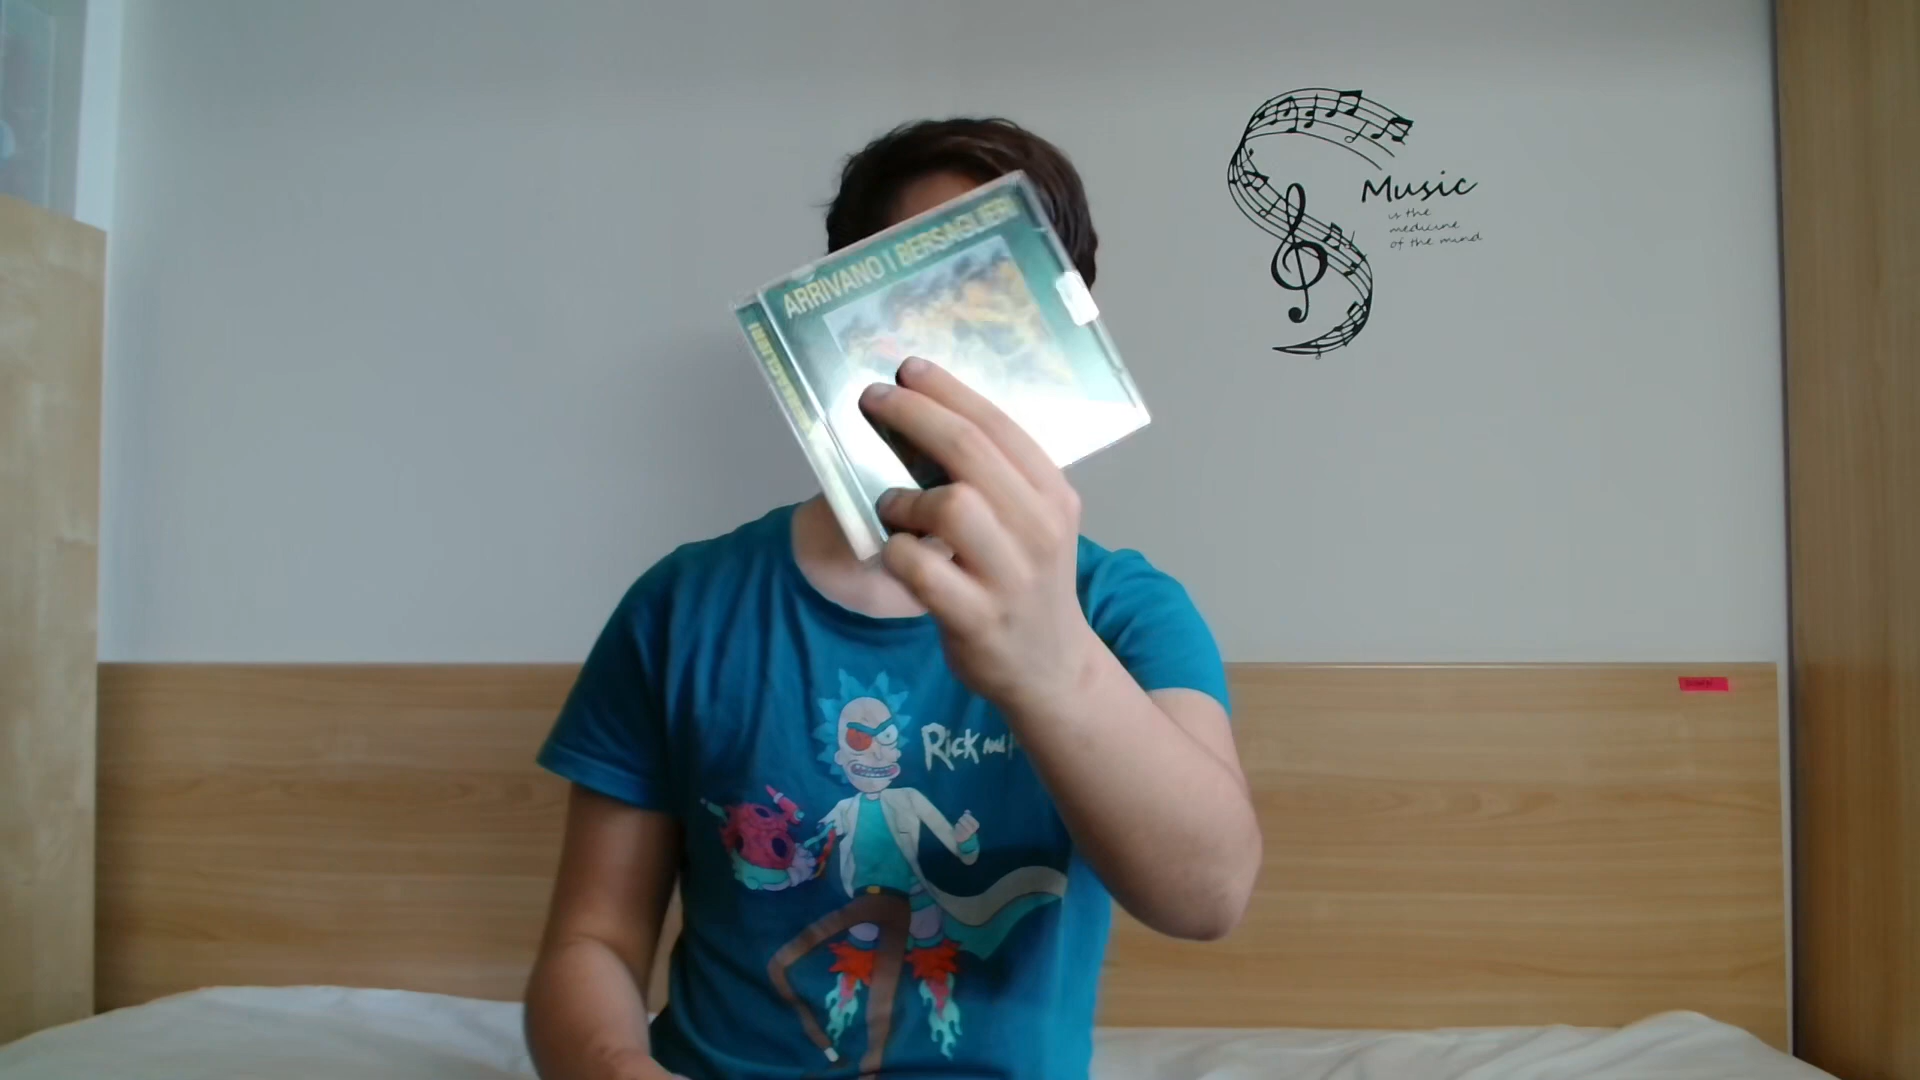 ARRIVANO I BERSAGLIERI
Music
is the
medicine
of the mind
Rick and